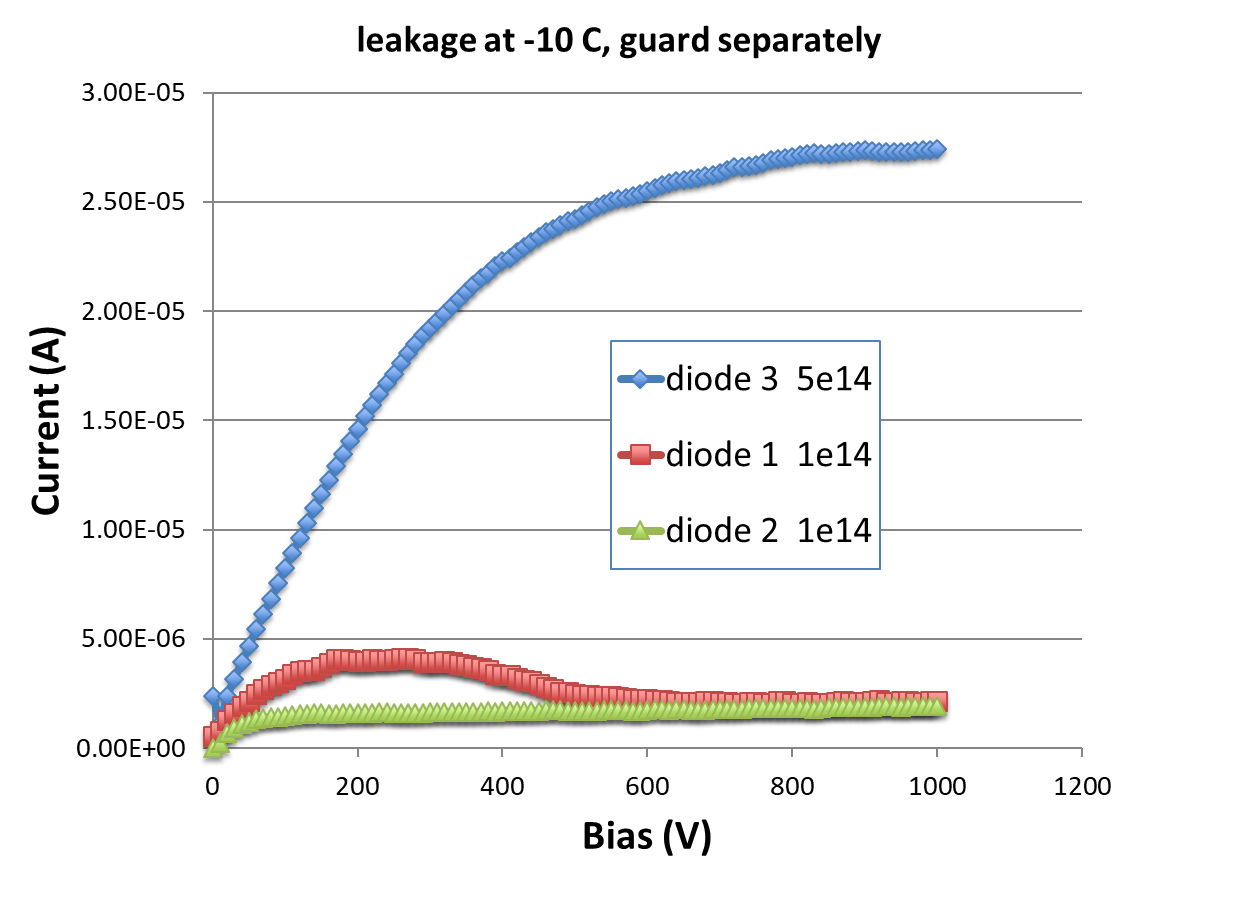 leakage at -10 C, guard separately
3.00E-05
2.50E-05
2.00E-05
1.50E-05
1.00E-05
5.00E-06
0.00E+00
Current (A)
diode 3 5e14
diode 1 1e14
diode 2 1e14
0 200 400 600 800 1000 1200
Bias (V)